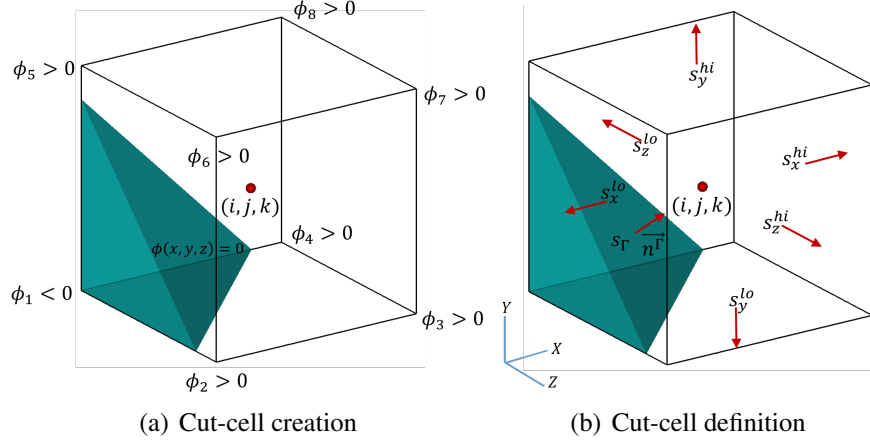 ϕ₈ > 0
ϕ₅ > 0
ϕ₇ > 0
ϕ₆ > 0
(i, j, k)
ϕ₄ > 0
ϕ(x, y, z) = 0
ϕ₁ < 0
ϕ₃ > 0
ϕ₂ > 0
(a) Cut-cell creation
s_y^{hi}
s_z^{lo}
s_x^{hi}
s_x^{lo}
(i, j, k)
s_z^{hi}
s_Γ \overrightarrow{n^Γ}
s_y^{lo}
Y
X
Z
(b) Cut-cell definition